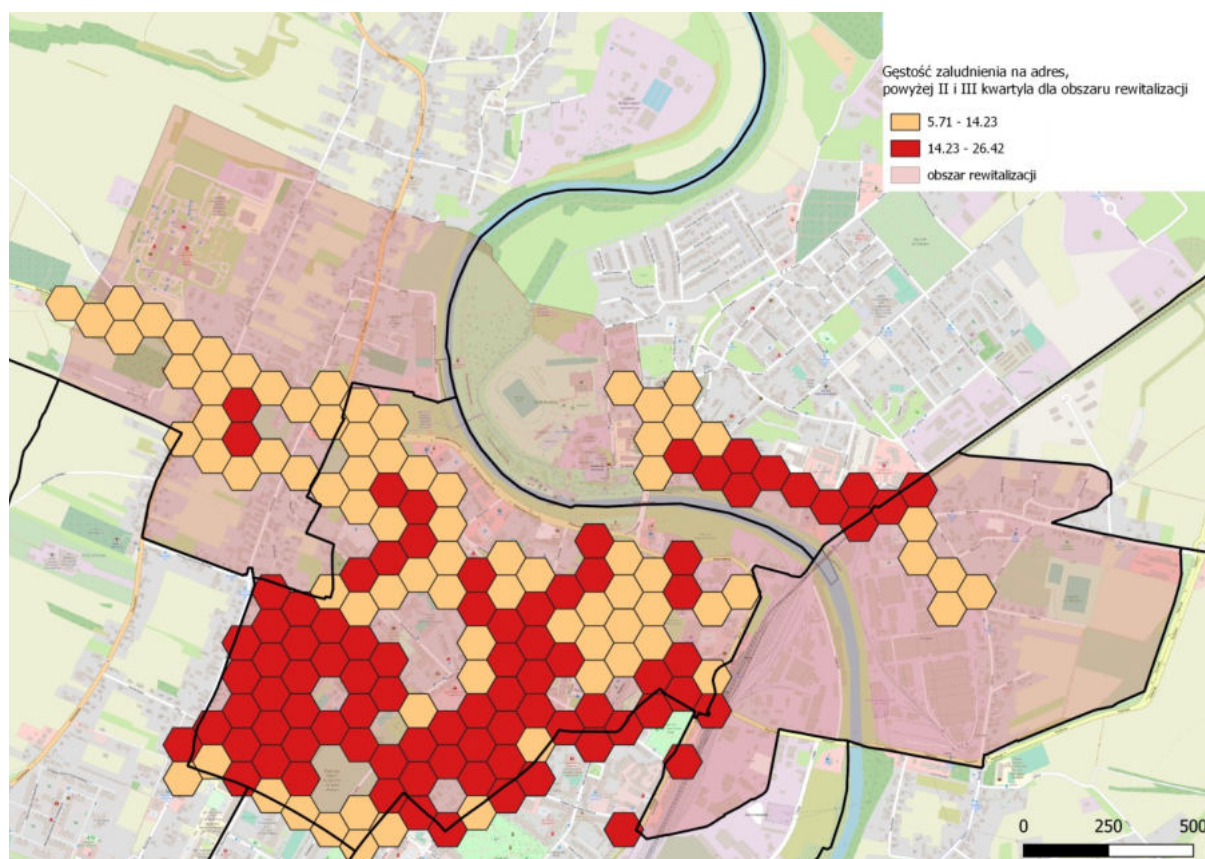 Gęstość zaludnienia na adres,
powyżej II i III kwartyla dla obszaru rewitalizacji
5.71 - 14.23
14.23 - 26.42
obszar rewitalizacji
0 250 500